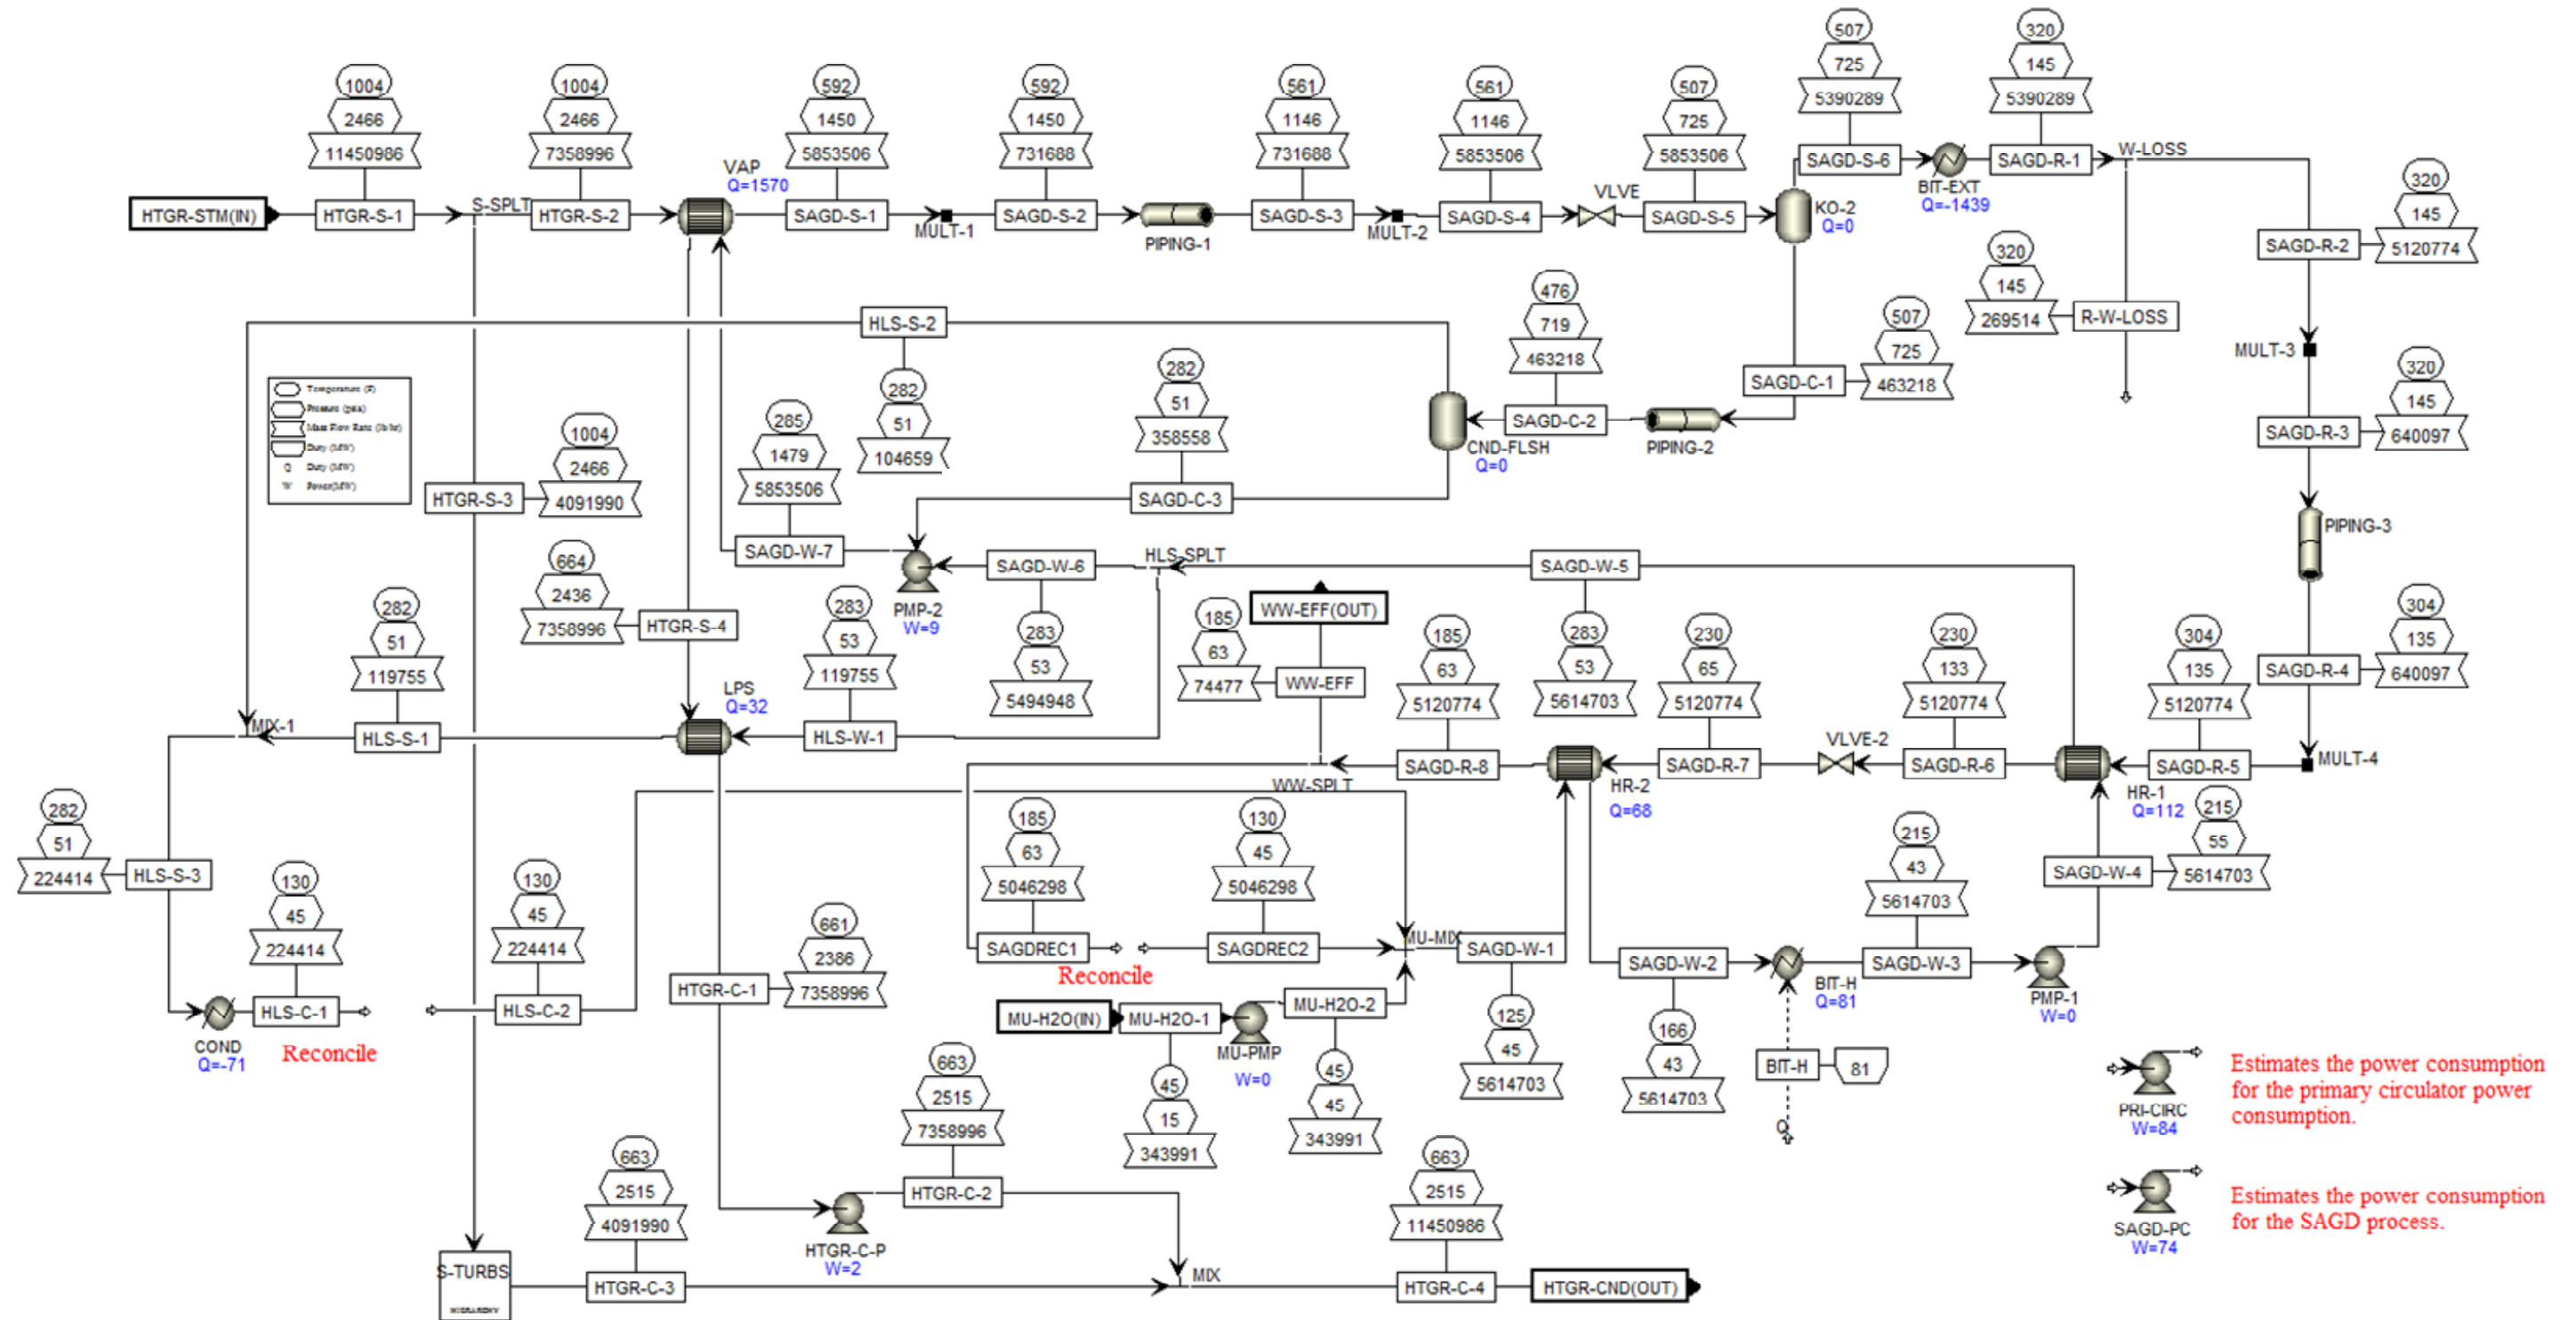 1004
2466
11450986
HTGR-STM(IN)
HTGR-S-1
S-SPLT
1004
2466
7358996
HTGR-S-2
VAP
Q=1570
592
1450
5853506
SAGD-S-1
MULT-1
592
1450
731688
SAGD-S-2
PIPING-1
561
1146
731688
SAGD-S-3
MULT-2
561
1146
5853506
SAGD-S-4
VLVE
507
725
5853506
SAGD-S-5
KO-2
Q=0
507
725
5390289
SAGD-S-6
BIT-EXT
Q=-1439
320
145
5390289
SAGD-R-1
W-LOSS
320
145
5120774
SAGD-R-2
320
145
269514
R-W-LOSS
MULT-3
320
145
640097
SAGD-R-3
PIPING-3
304
135
640097
SAGD-R-4
MULT-4
507
725
463218
SAGD-C-1
PIPING-2
476
719
463218
SAGD-C-2
CND-FLSH
Q=0
HLS-S-2
282
51
104659
282
51
358558
SAGD-C-3
Temperature (F)
Pressure (psia)
Mass Flow Rate (lb/hr)
Duty (MW)
Q Duty (MW)
W Power(MW)
1004
2466
4091990
HTGR-S-3
285
1479
5853506
SAGD-W-7
PMP-2
W=9
SAGD-W-6
283
53
5494948
HLS-SPLT
SAGD-W-5
283
53
5614703
664
2436
7358996
HTGR-S-4
282
51
119755
HLS-S-1
MIX-1
LPS
Q=32
283
53
119755
HLS-W-1
WW-EFF(OUT)
185
63
74477
WW-EFF
WW-SPLT
185
63
5120774
SAGD-R-8
HR-2
Q=68
230
65
5120774
SAGD-R-7
VLVE-2
230
133
5120774
SAGD-R-6
HR-1
Q=112
304
135
5120774
SAGD-R-5
282
51
224414
HLS-S-3
COND
Q=-71
130
45
224414
HLS-C-1
Reconcile
130
45
224414
HLS-C-2
661
2386
7358996
HTGR-C-1
185
63
5046298
SAGDREC1
Reconcile
130
45
5046298
SAGDREC2
MU-MIX
SAGD-W-1
125
45
5614703
MU-H2O(IN)
MU-H2O-1
45
15
343991
MU-PMP
W=0
MU-H2O-2
45
45
343991
SAGD-W-2
166
43
5614703
BIT-H
Q=81
BIT-H
81
Q
215
43
5614703
SAGD-W-3
PMP-1
W=0
215
55
5614703
SAGD-W-4
PRI-CIRC
W=84
Estimates the power consumption
for the primary circulator power
consumption.
SAGD-PC
W=74
Estimates the power consumption
for the SAGD process.
663
2515
7358996
HTGR-C-2
HTGR-C-P
W=2
S-TURBS
HIERARCHY
663
2515
4091990
HTGR-C-3
MIX
663
2515
11450986
HTGR-C-4
HTGR-CND(OUT)